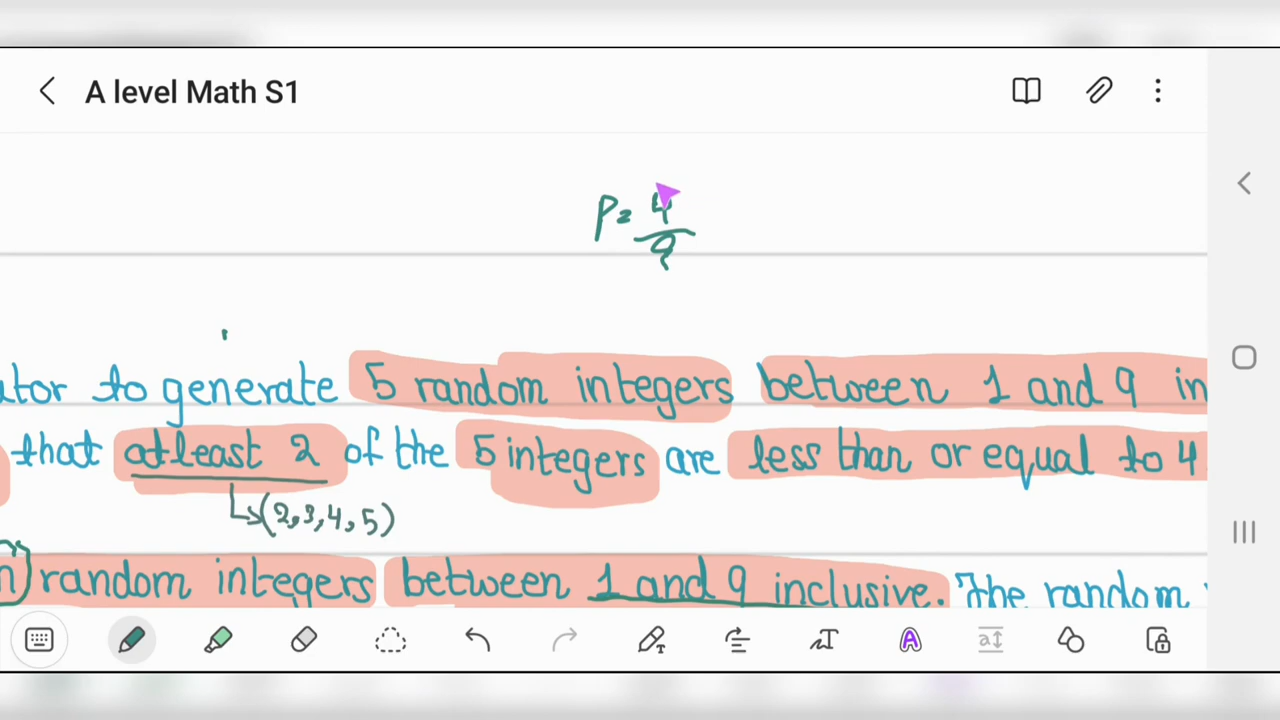 A level Math S1
P = 4/9
ator to generate 5 random integers between 1 and 9 in
that atleast 2 of the 5 integers are less than or equal to 4
(2,3,4,5)
n) random integers between 1 and 9 inclusive. The random